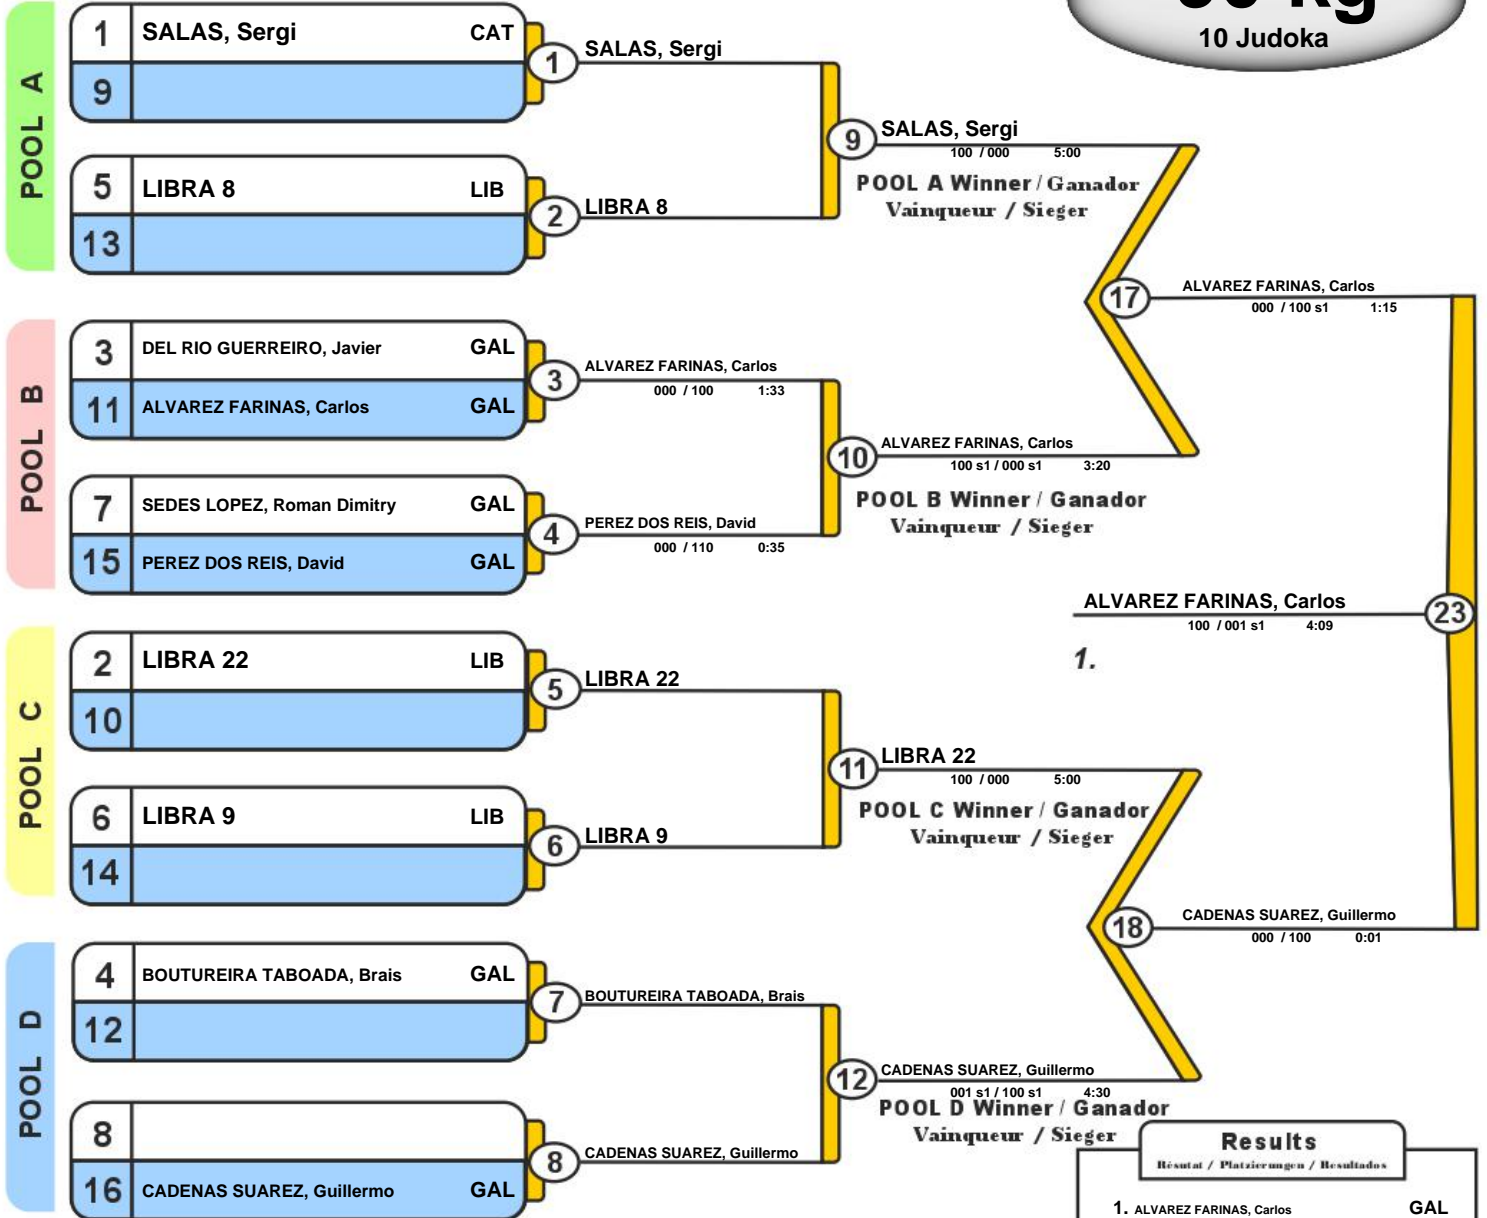 10 Judoka
POOL A
1 SALAS, Sergi CAT
9
5 LIBRA 8 LIB
13
1 SALAS, Sergi
2 LIBRA 8
9 SALAS, Sergi
100 / 000 5:00
POOL A Winner / Ganador
Vainqueur / Sieger
POOL B
3 DEL RIO GUERREIRO, Javier GAL
11 ALVAREZ FARINAS, Carlos GAL
7 SEDES LOPEZ, Roman Dimitry GAL
15 PEREZ DOS REIS, David GAL
3 ALVAREZ FARINAS, Carlos
000 / 100 1:33
4 PEREZ DOS REIS, David
000 / 110 0:35
10 ALVAREZ FARINAS, Carlos
100 s1 / 000 s1 3:20
POOL B Winner / Ganador
Vainqueur / Sieger
17 ALVAREZ FARINAS, Carlos
000 / 100 s1 1:15
POOL C
2 LIBRA 22 LIB
10
6 LIBRA 9 LIB
14
5 LIBRA 22
6 LIBRA 9
11 LIBRA 22
100 / 000 5:00
POOL C Winner / Ganador
Vainqueur / Sieger
POOL D
4 BOUTUREIRA TABOADA, Brais GAL
12
8
16 CADENAS SUAREZ, Guillermo GAL
7 BOUTUREIRA TABOADA, Brais
8 CADENAS SUAREZ, Guillermo
12 CADENAS SUAREZ, Guillermo
001 s1 / 100 s1 4:30
POOL D Winner / Ganador
Vainqueur / Sieger
18 CADENAS SUAREZ, Guillermo
000 / 100 0:01
ALVAREZ FARINAS, Carlos 23
100 / 001 s1 4:09
1.
Results
Résutat / Platzierungen / Resultados
1. ALVAREZ FARINAS, Carlos GAL